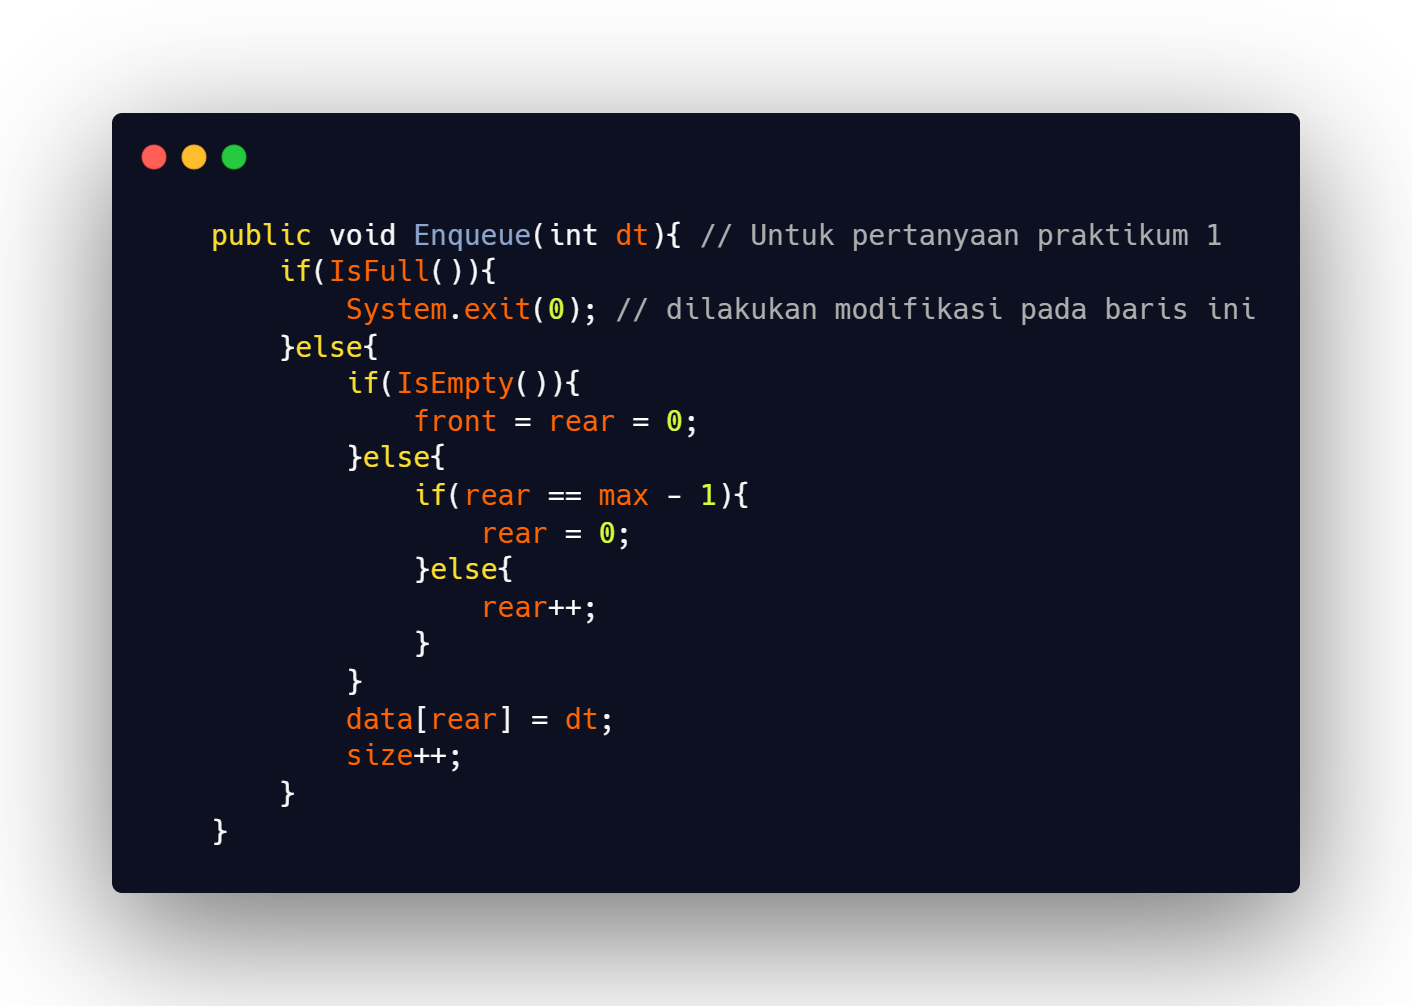 public void Enqueue(int dt){ // Untuk pertanyaan praktikum 1
    if(IsFull()){
        System.exit(0); // dilakukan modifikasi pada baris ini
    }else{
        if(IsEmpty()){
            front = rear = 0;
        }else{
            if(rear == max - 1){
                rear = 0;
            }else{
                rear++;
            }
        }
        data[rear] = dt;
        size++;
    }
}